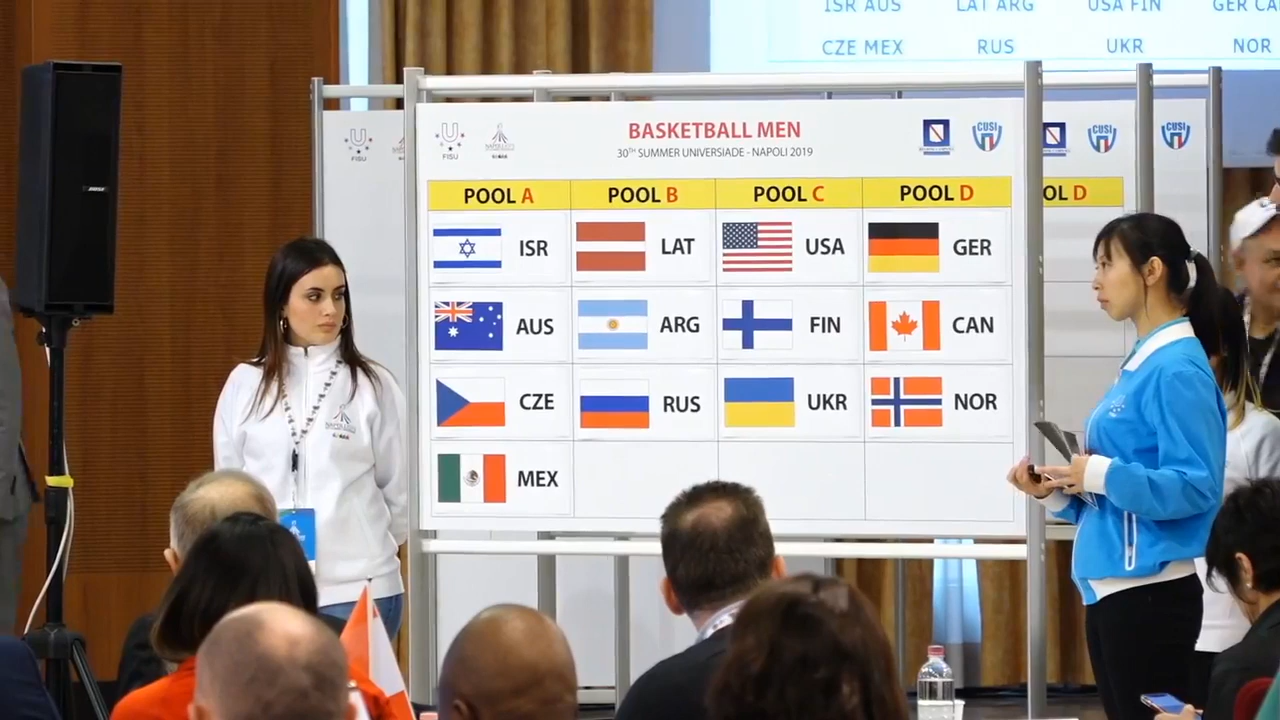 ISR AUS LAT ARG USA FIN GER CA
CZE MEX RUS UKR NOR
BASKETBALL MEN
30TH SUMMER UNIVERSIADE - NAPOLI 2019
FISU
FISU
CUSI
CUSI
CUSI
POOL A POOL B POOL C POOL D
OL D
ISR LAT USA GER
AUS ARG FIN CAN
CZE RUS UKR NOR
MEX
BOSE